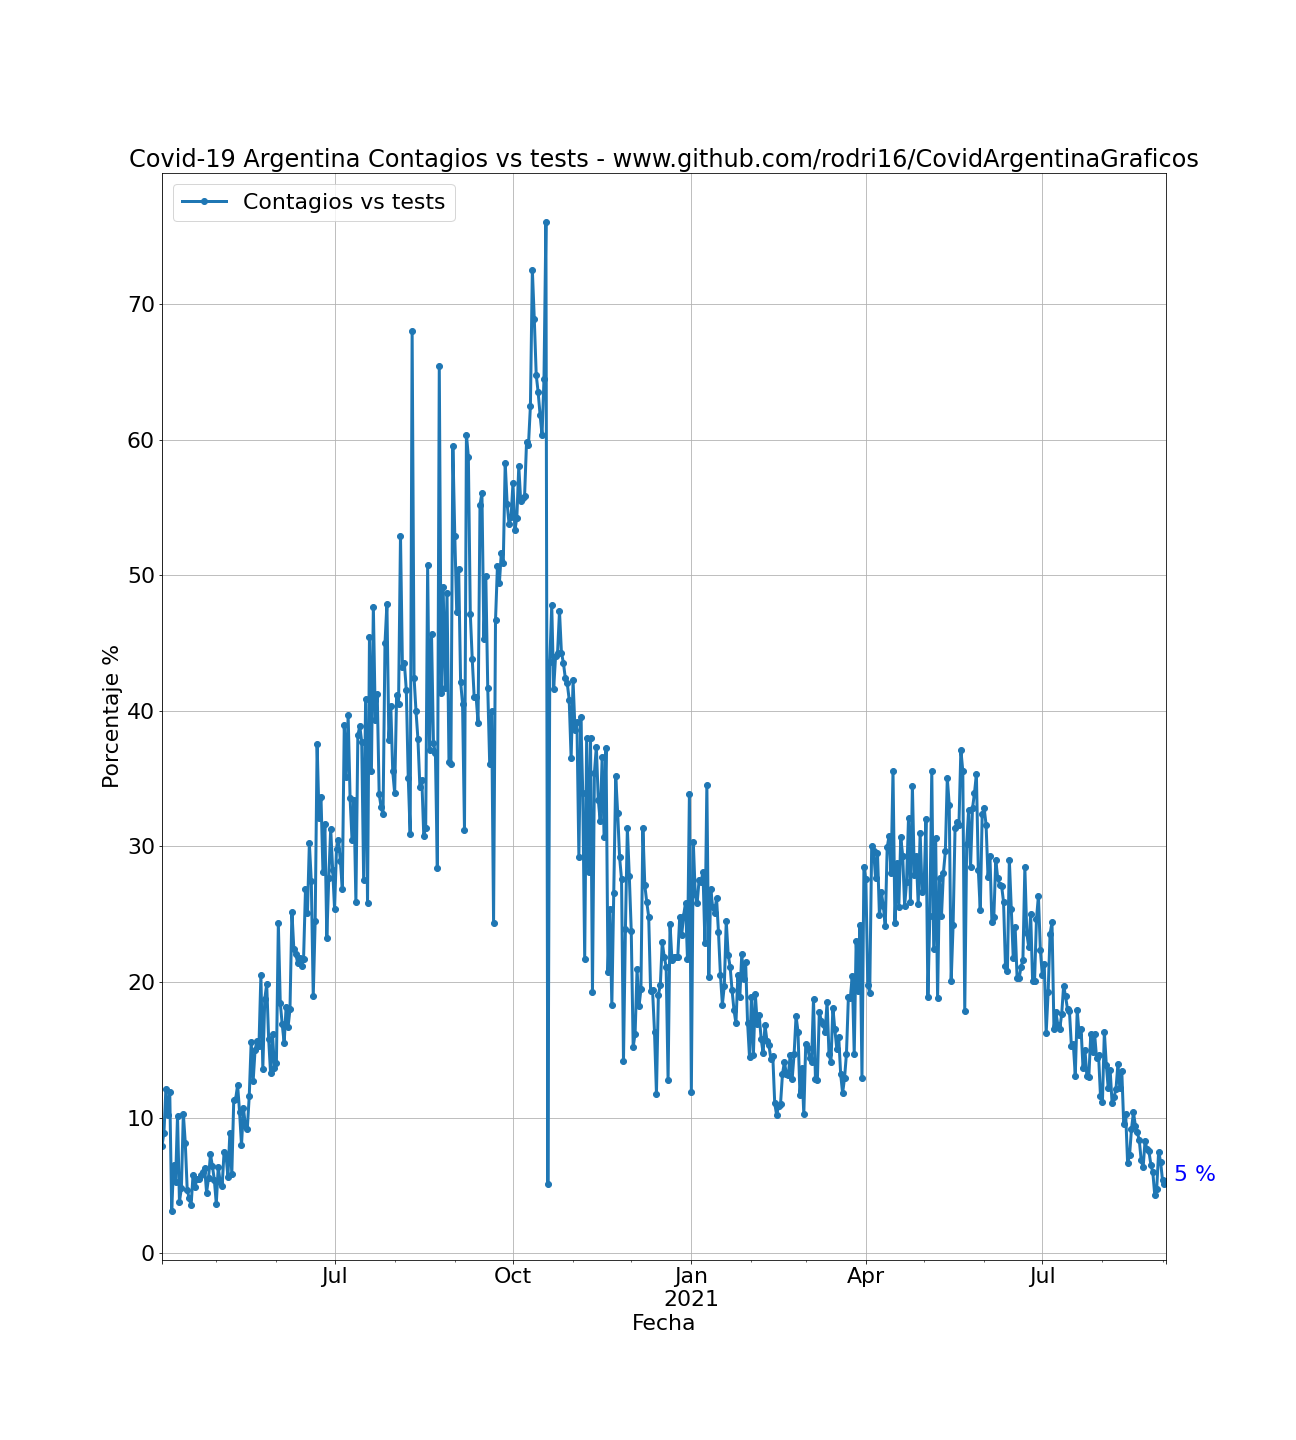 Covid-19 Argentina Contagios vs tests - www.github.com/rodri16/CovidArgentinaGraficos
Contagios vs tests
70
60
50
40
30
20
10
0
Porcentaje %
5 %
Jul Oct Jan Apr Jul
2021
Fecha